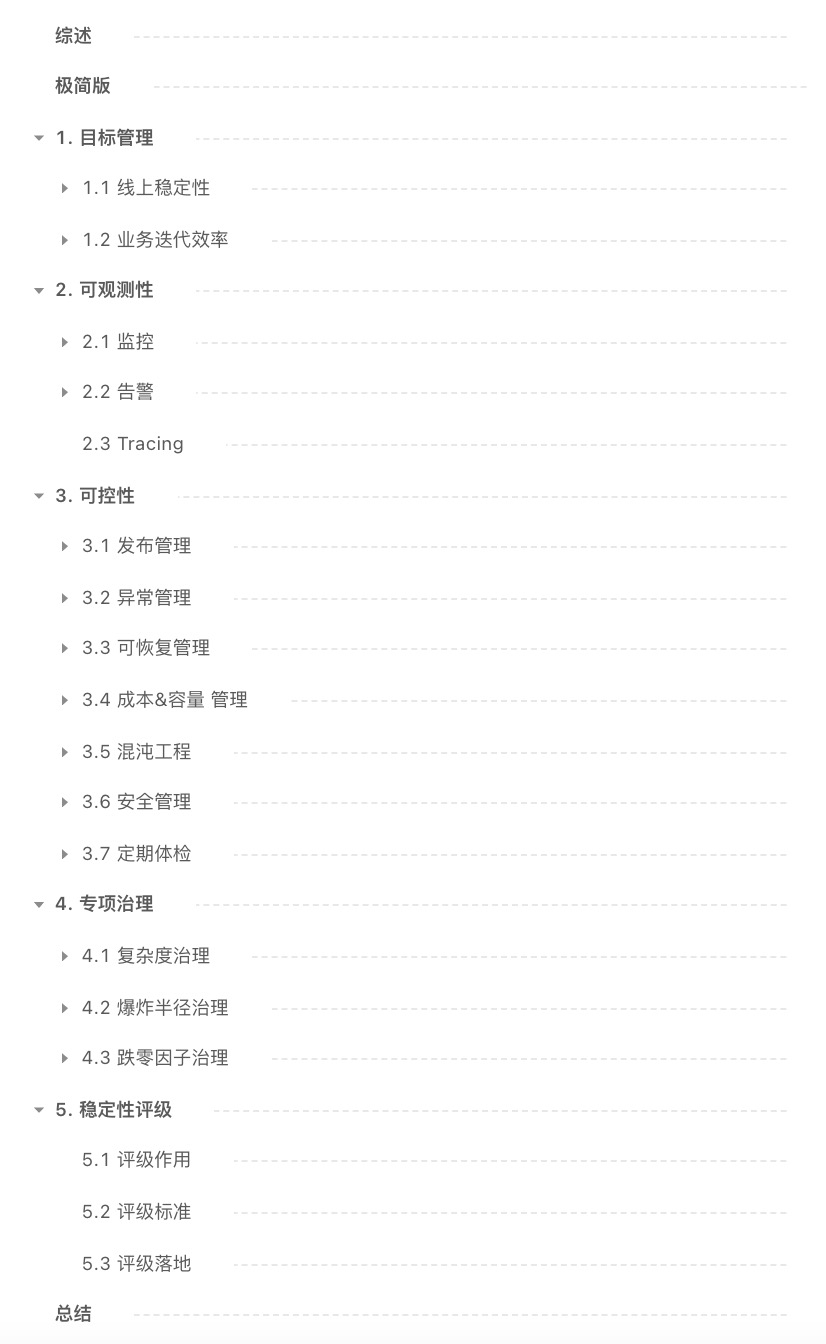 综述
极简版
1. 目标管理
1.1 线上稳定性
1.2 业务迭代效率
2. 可观测性
2.1 监控
2.2 告警
2.3 Tracing
3. 可控性
3.1 发布管理
3.2 异常管理
3.3 可恢复管理
3.4 成本&容量 管理
3.5 混沌工程
3.6 安全管理
3.7 定期体检
4. 专项治理
4.1 复杂度治理
4.2 爆炸半径治理
4.3 跌零因子治理
5. 稳定性评级
5.1 评级作用
5.2 评级标准
5.3 评级落地
总结